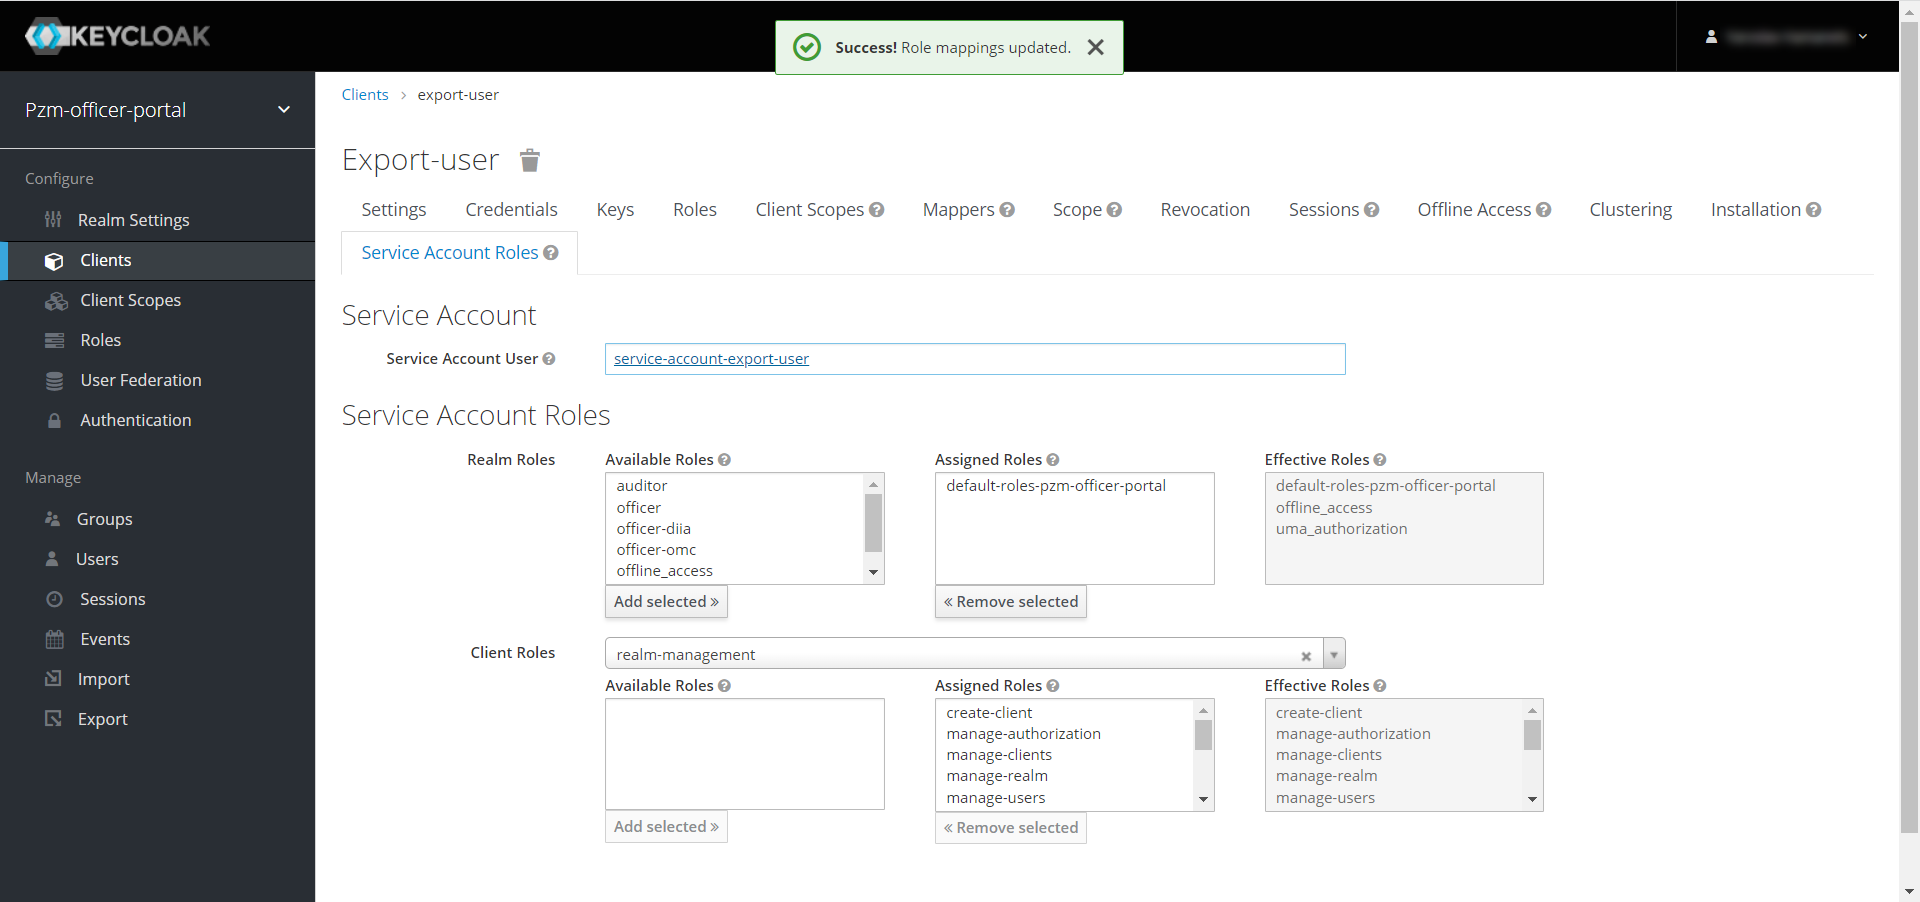 KEYCLOAK
Success! Role mappings updated.
Pzm-officer-portal
Configure
Realm Settings
Clients
Client Scopes
Roles
User Federation
Authentication
Manage
Groups
Users
Sessions
Events
Import
Export
Clients > export-user
Export-user
Settings Credentials Keys Roles Client Scopes Mappers Scope Revocation Sessions Offline Access Clustering Installation
Service Account Roles
Service Account
Service Account User service-account-export-user
Service Account Roles
Realm Roles Available Roles Assigned Roles Effective Roles
auditor default-roles-pzm-officer-portal default-roles-pzm-officer-portal
officer offline_access
officer-diia uma_authorization
officer-omc
offline_access
Add selected » « Remove selected
Client Roles realm-management
Available Roles Assigned Roles Effective Roles
create-client create-client
manage-authorization manage-authorization
manage-clients manage-clients
manage-realm manage-realm
manage-users manage-users
Add selected » « Remove selected